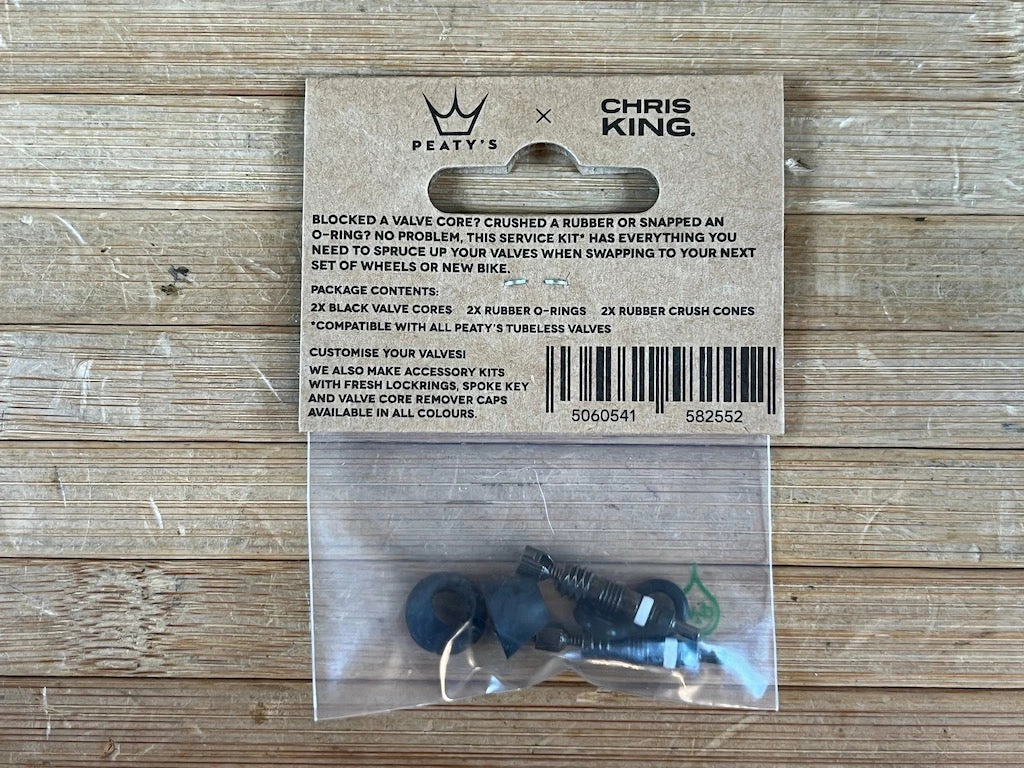 PEATY'S × CHRIS KING.
BLOCKED A VALVE CORE? CRUSHED A RUBBER OR SNAPPED AN
O-RING? NO PROBLEM, THIS SERVICE KIT* HAS EVERYTHING YOU
NEED TO SPRUCE UP YOUR VALVES WHEN SWAPPING TO YOUR NEXT
SET OF WHEELS OR NEW BIKE.
PACKAGE CONTENTS:
2X BLACK VALVE CORES 2X RUBBER O-RINGS 2X RUBBER CRUSH CONES
*COMPATIBLE WITH ALL PEATY'S TUBELESS VALVES
CUSTOMISE YOUR VALVES!
WE ALSO MAKE ACCESSORY KITS
WITH FRESH LOCKRINGS, SPOKE KEY
AND VALVE CORE REMOVER CAPS
AVAILABLE IN ALL COLOURS.
5060541 582552